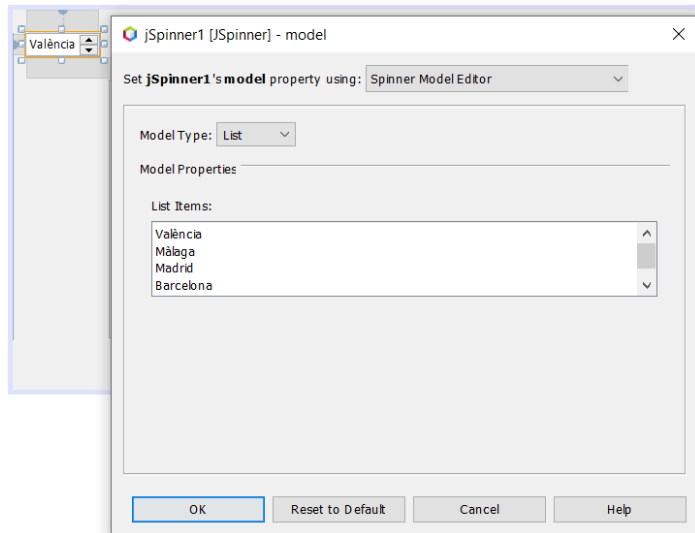 València
jSpinner1 [JSpinner] - model
Set jSpinner1's model property using: Spinner Model Editor
Model Type: List
Model Properties
List Items:
València
Màlaga
Madrid
Barcelona
OK Reset to Default Cancel Help